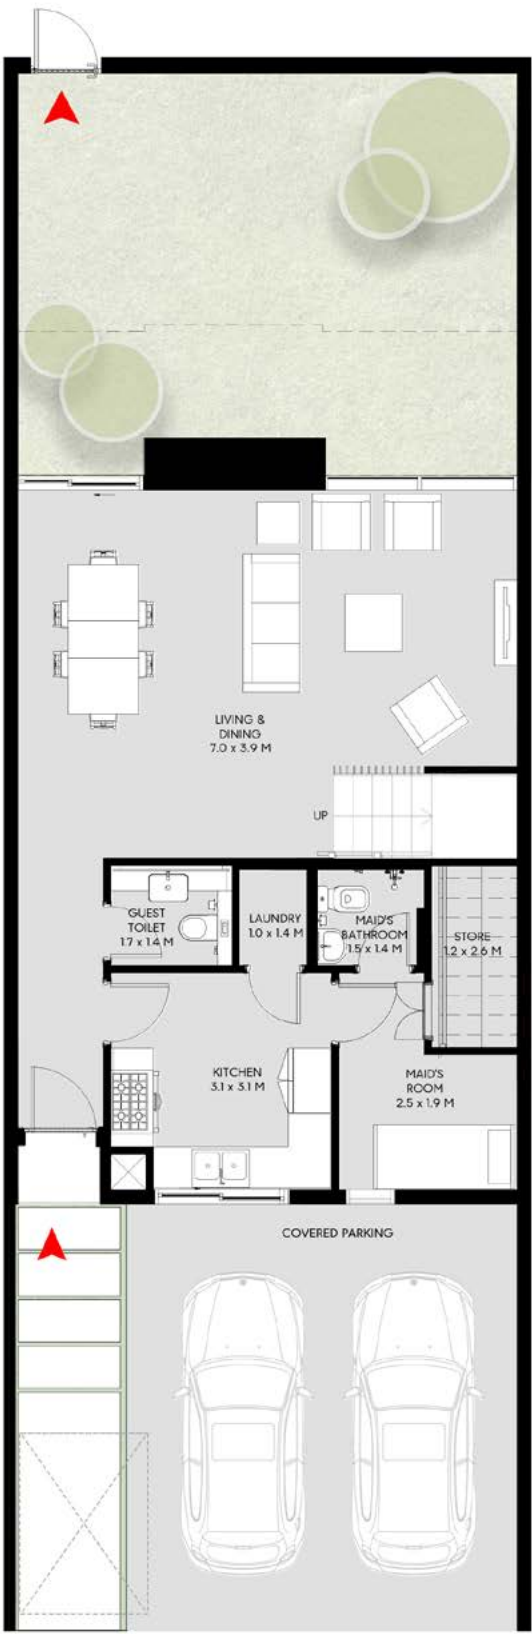 LIVING &
DINING
7.0 x 3.9 M
UP
GUEST
TOILET
1.7 x 1.4 M
LAUNDRY
1.0 x 1.4 M
MAID'S
BATHROOM
1.5 x 1.4 M
STORE
1.2 x 2.6 M
KITCHEN
3.1 x 3.1 M
MAID'S
ROOM
2.5 x 1.9 M
COVERED PARKING